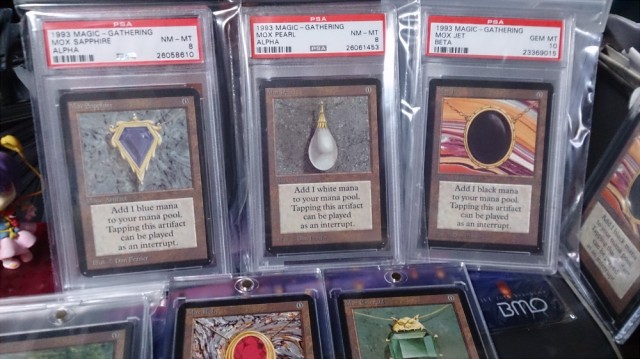 PSA
1993 MAGIC - GATHERING
MOX SAPPHIRE NM - MT
ALPHA 8
26058610
Sapphire
Add 1 blue mana
to your mana pool.
Tapping this artifact
can be played
as an interrupt.
PSA
1993 MAGIC - GATHERING
MOX PEARL NM - MT
ALPHA PSA 8
26061453
Add 1 white mana
to your mana pool.
Tapping this artifact
can be played
as an interrupt.
PSA
1993 MAGIC - GATHERING
MOX JET GEM MT
BETA 10
23369015
Add 1 black mana
to your mana pool.
Tapping this artifact
can be played
as an interrupt.
BMO